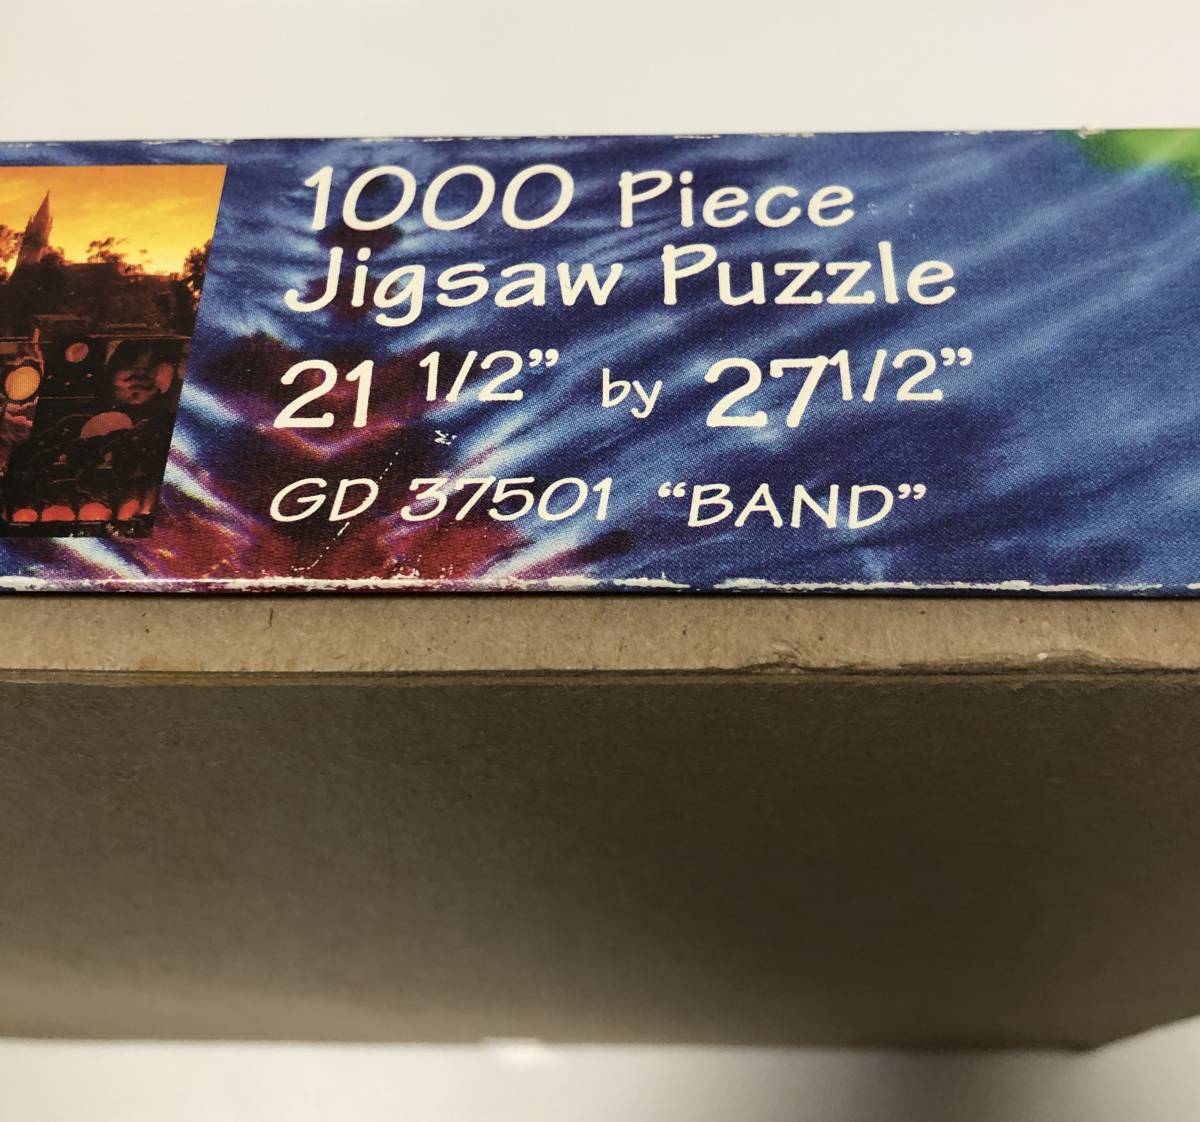 1000 Piece
Jigsaw Puzzle
21 1/2” by 27 1/2”
GD 37501 “BAND”